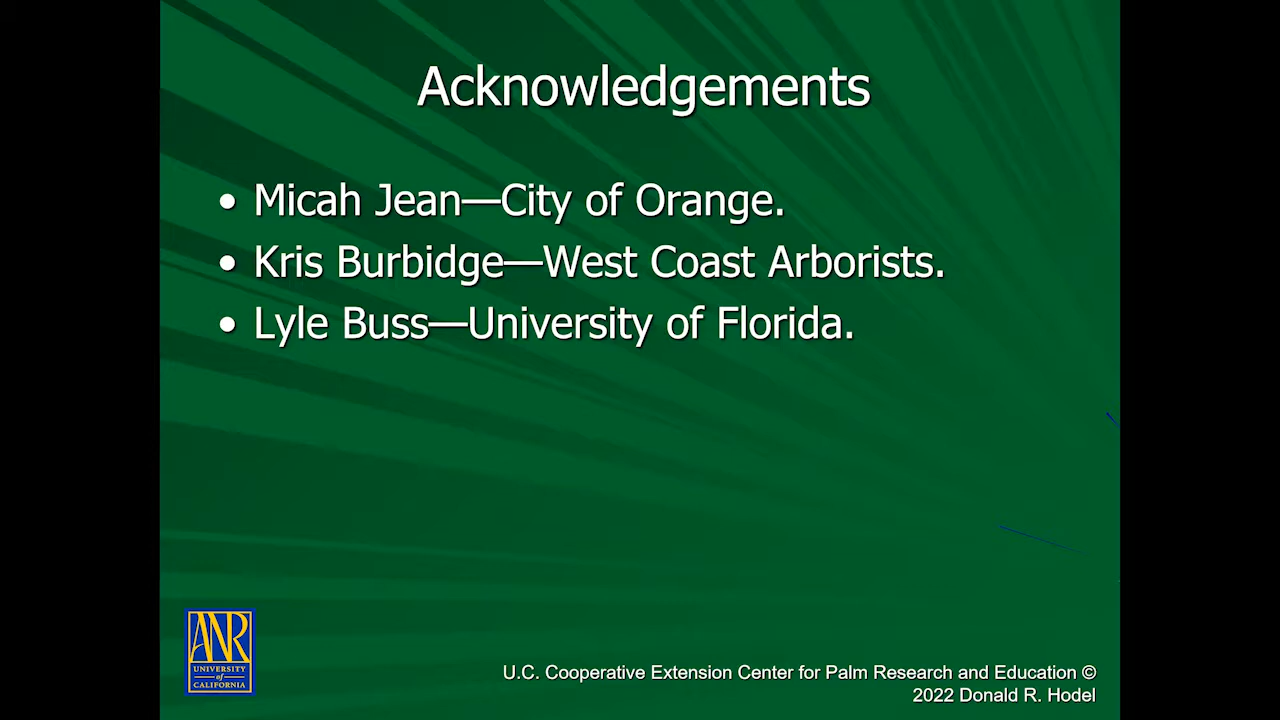 Acknowledgements
• Micah Jean—City of Orange.
• Kris Burbidge—West Coast Arborists.
• Lyle Buss—University of Florida.
ANR
UNIVERSITY
of
CALIFORNIA
U.C. Cooperative Extension Center for Palm Research and Education ©
2022 Donald R. Hodel